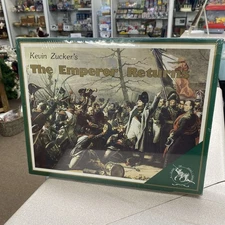 Kevin Zucker's
The Emperor Returns